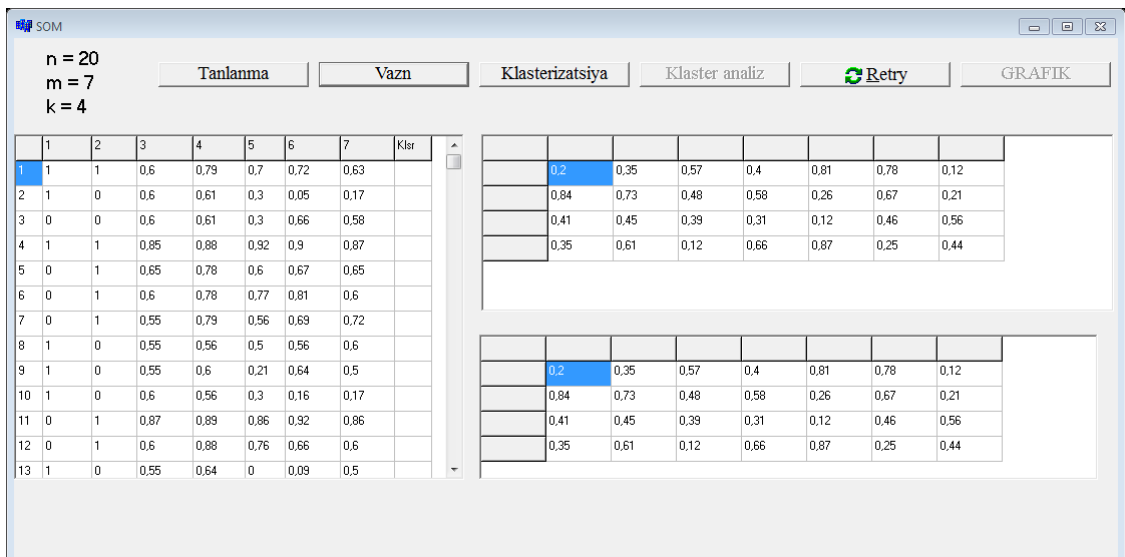 SOM
n = 20
m = 7
k = 4
Tanlanma Vazn Klasterizatsiya Klaster analiz Retry GRAFIK
1 2 3 4 5 6 7 Klsr
1 1 1 0,6 0,79 0,7 0,72 0,63
2 1 0 0,6 0,61 0,3 0,05 0,17
3 0 0 0,6 0,61 0,3 0,66 0,58
4 1 1 0,85 0,88 0,92 0,9 0,87
5 0 1 0,65 0,78 0,6 0,67 0,65
6 0 1 0,6 0,78 0,77 0,81 0,6
7 0 1 0,55 0,79 0,56 0,69 0,72
8 1 0 0,55 0,56 0,5 0,56 0,6
9 1 0 0,55 0,6 0,21 0,64 0,5
10 1 0 0,6 0,56 0,3 0,16 0,17
11 0 1 0,87 0,89 0,86 0,92 0,86
12 0 1 0,6 0,88 0,76 0,66 0,6
13 1 0 0,55 0,64 0 0,09 0,5
0,2 0,35 0,57 0,4 0,81 0,78 0,12
0,84 0,73 0,48 0,58 0,26 0,67 0,21
0,41 0,45 0,39 0,31 0,12 0,46 0,56
0,35 0,61 0,12 0,66 0,87 0,25 0,44
0,2 0,35 0,57 0,4 0,81 0,78 0,12
0,84 0,73 0,48 0,58 0,26 0,67 0,21
0,41 0,45 0,39 0,31 0,12 0,46 0,56
0,35 0,61 0,12 0,66 0,87 0,25 0,44